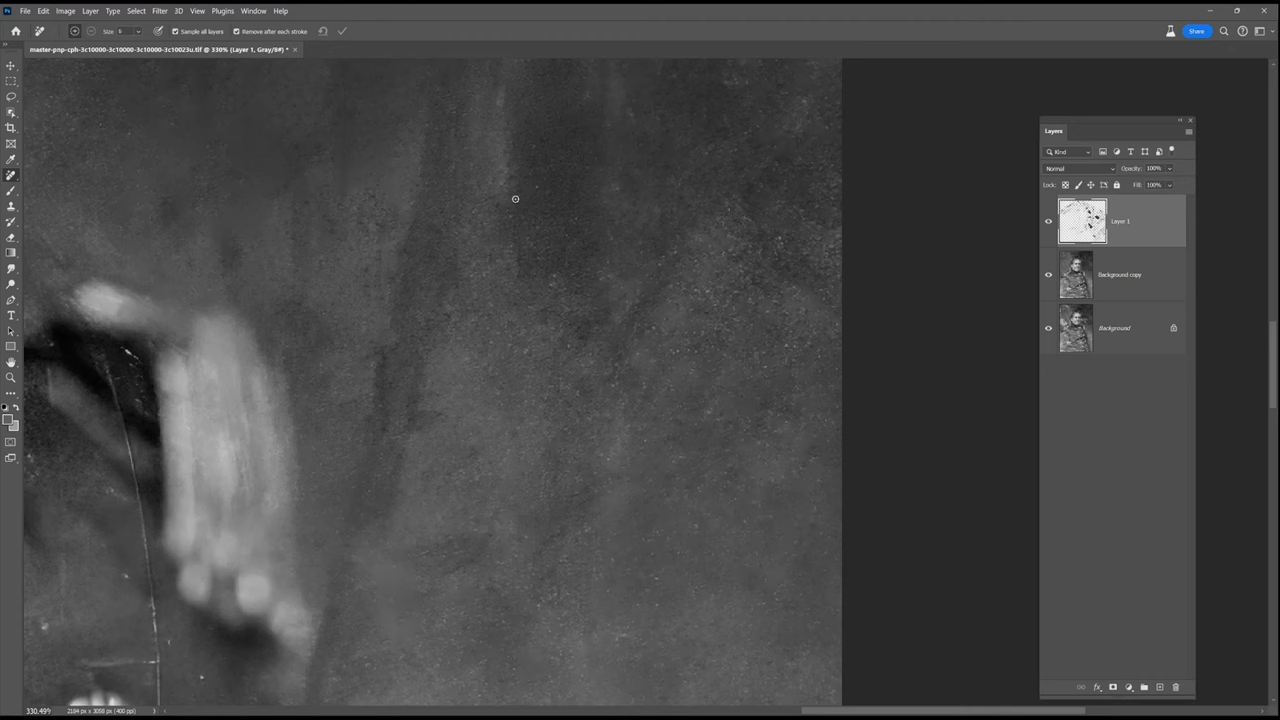 File Edit Image Layer Type Select Filter 3D View Plugins Window Help
Size: 8 Sample all layers Remove after each stroke Share
master-pnp-cph-3c10000-3c10000-3c10000-3c10023u.tif @ 330% (Layer 1, Gray/8#) *
Layers
Kind
Normal Opacity: 100%
Lock: Fill: 100%
Layer 1
Background copy
Background
330.49% 2184 px x 3058 px (400 ppi)